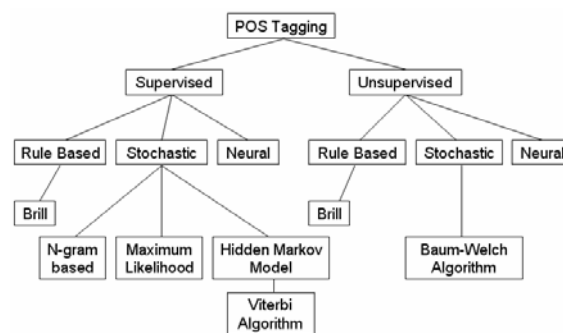 POS Tagging
Supervised
Unsupervised
Rule Based
Stochastic
Neural
Rule Based
Stochastic
Neural
Brill
Brill
N-gram
based
Maximum
Likelihood
Hidden Markov
Model
Baum-Welch
Algorithm
Viterbi
Algorithm